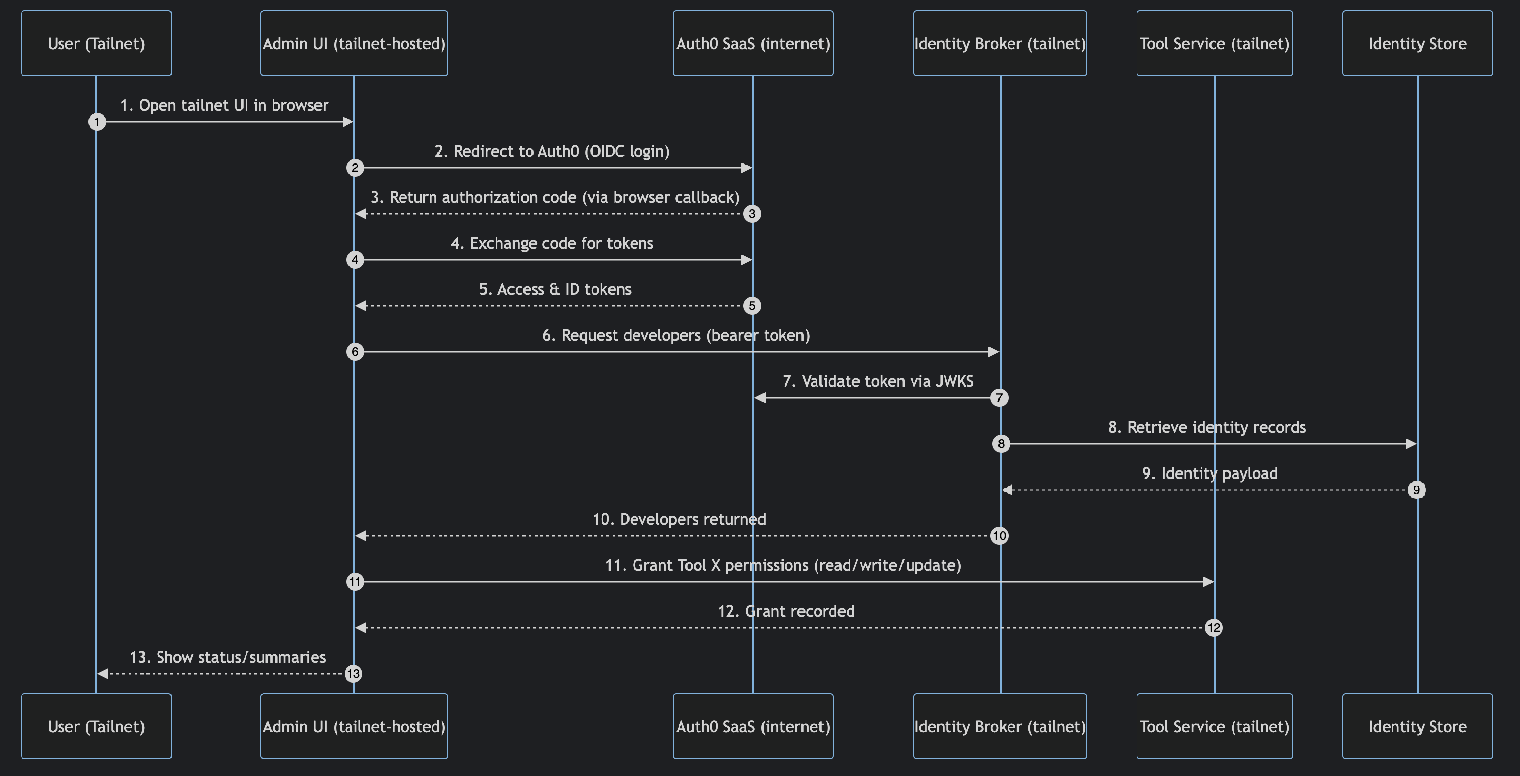 User (Tailnet)
Admin UI (tailnet-hosted)
Auth0 SaaS (internet)
Identity Broker (tailnet)
Tool Service (tailnet)
Identity Store
1. Open tailnet UI in browser
1
2. Redirect to Auth0 (OIDC login)
2
3. Return authorization code (via browser callback)
3
4. Exchange code for tokens
4
5. Access & ID tokens
5
6. Request developers (bearer token)
6
7. Validate token via JWKS
7
8. Retrieve identity records
8
9. Identity payload
9
10. Developers returned
10
11. Grant Tool X permissions (read/write/update)
11
12. Grant recorded
12
13. Show status/summaries
13
User (Tailnet)
Admin UI (tailnet-hosted)
Auth0 SaaS (internet)
Identity Broker (tailnet)
Tool Service (tailnet)
Identity Store